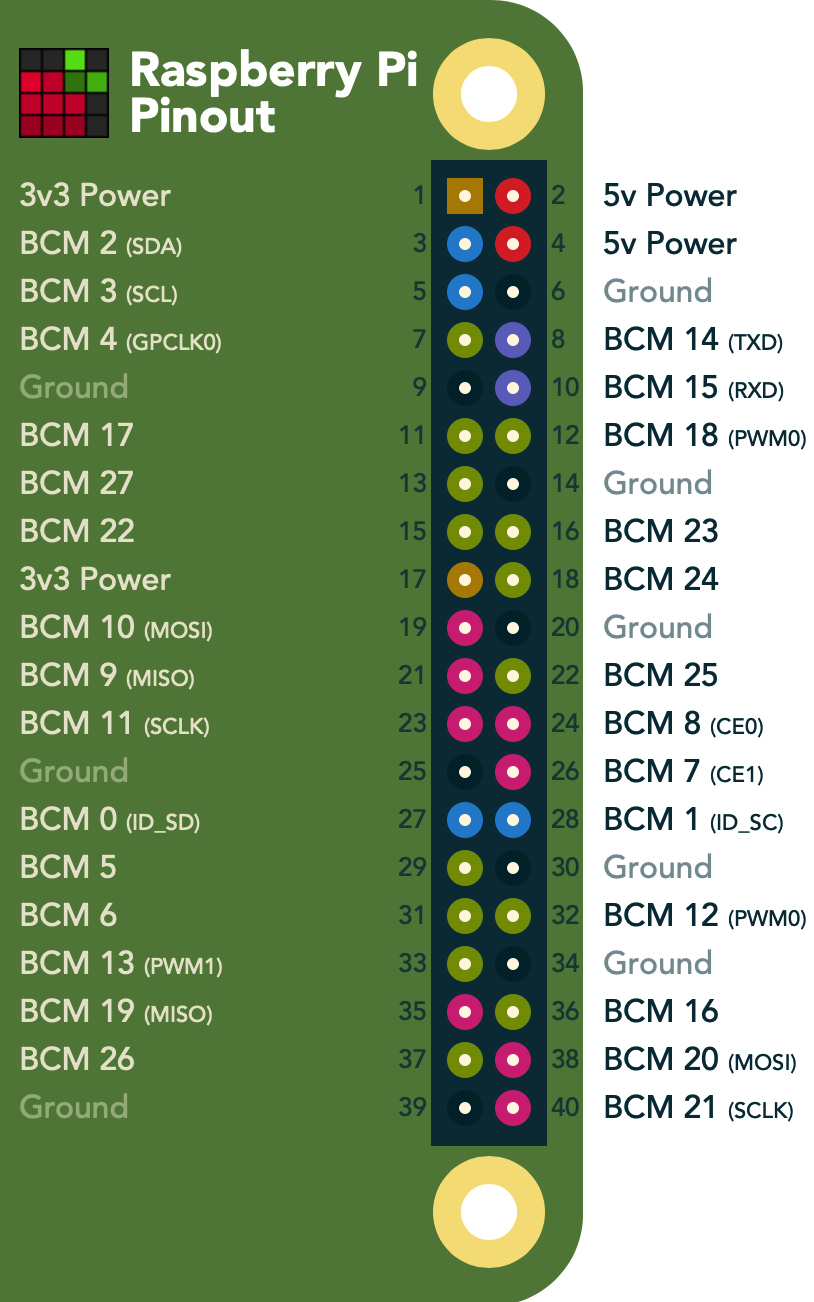 Raspberry Pi
Pinout
3v3 Power 1 2 5v Power
BCM 2 (SDA) 3 4 5v Power
BCM 3 (SCL) 5 6 Ground
BCM 4 (GPCLK0) 7 8 BCM 14 (TXD)
Ground 9 10 BCM 15 (RXD)
BCM 17 11 12 BCM 18 (PWM0)
BCM 27 13 14 Ground
BCM 22 15 16 BCM 23
3v3 Power 17 18 BCM 24
BCM 10 (MOSI) 19 20 Ground
BCM 9 (MISO) 21 22 BCM 25
BCM 11 (SCLK) 23 24 BCM 8 (CE0)
Ground 25 26 BCM 7 (CE1)
BCM 0 (ID_SD) 27 28 BCM 1 (ID_SC)
BCM 5 29 30 Ground
BCM 6 31 32 BCM 12 (PWM0)
BCM 13 (PWM1) 33 34 Ground
BCM 19 (MISO) 35 36 BCM 16
BCM 26 37 38 BCM 20 (MOSI)
Ground 39 40 BCM 21 (SCLK)